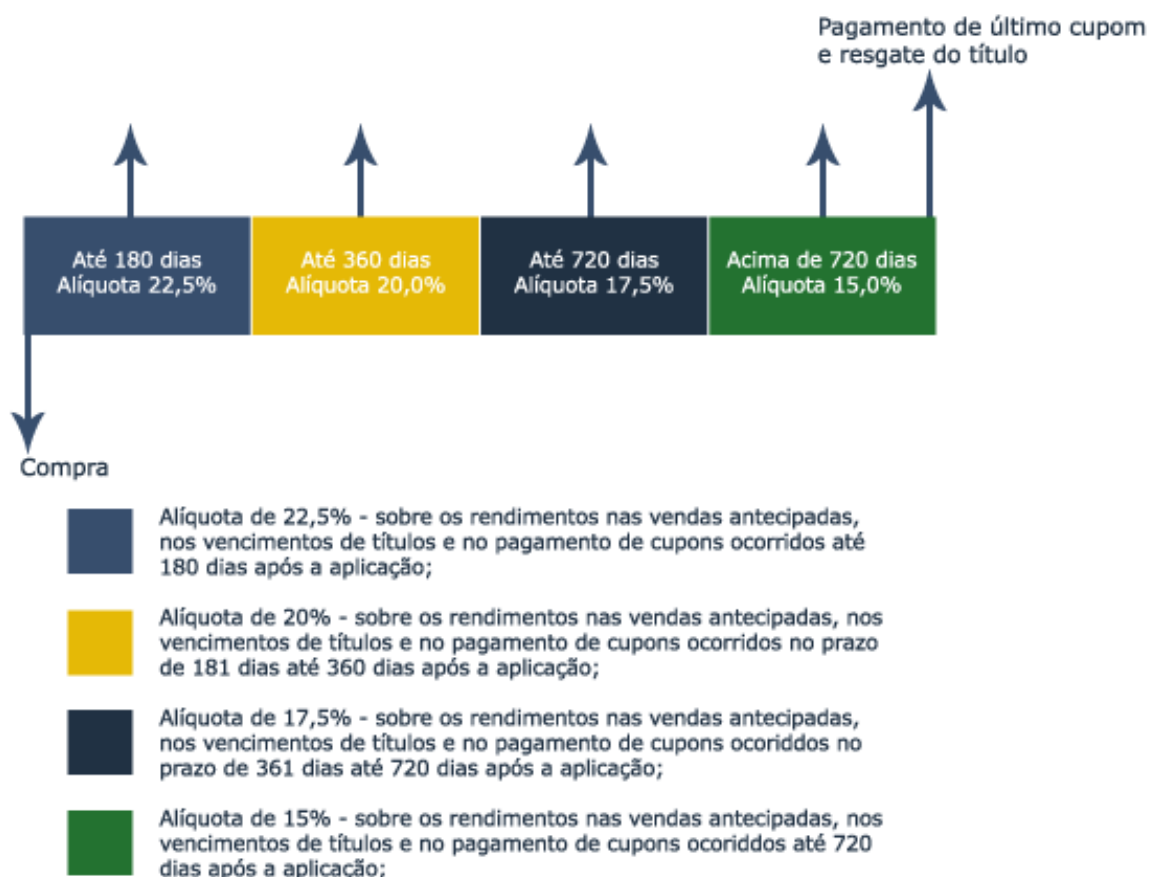 Pagamento de último cupom
e resgate do título
Até 180 dias
Alíquota 22,5%
Até 360 dias
Alíquota 20,0%
Até 720 dias
Alíquota 17,5%
Acima de 720 dias
Alíquota 15,0%
Compra
Alíquota de 22,5% - sobre os rendimentos nas vendas antecipadas,
nos vencimentos de títulos e no pagamento de cupons ocorridos até
180 dias após a aplicação;
Alíquota de 20% - sobre os rendimentos nas vendas antecipadas, nos
vencimentos de títulos e no pagamento de cupons ocorridos no prazo
de 181 dias até 360 dias após a aplicação;
Alíquota de 17,5% - sobre os rendimentos nas vendas antecipadas,
nos vencimentos de títulos e no pagamento de cupons ocoriddos no
prazo de 361 dias até 720 dias após a aplicação;
Alíquota de 15% - sobre os rendimentos nas vendas antecipadas, nos
vencimentos de títulos e no pagamento de cupons ocoriddos até 720
dias após a aplicação;